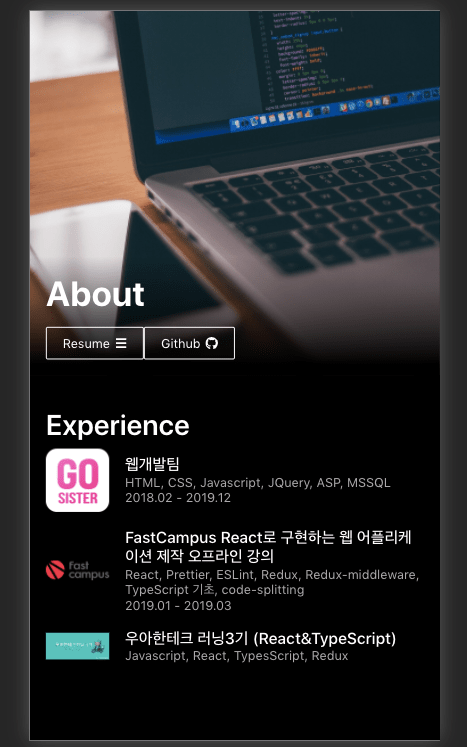 About
Resume
Github
Experience
GO
SISTER
웹개발팀
HTML, CSS, Javascript, JQuery, ASP, MSSQL
2018.02 - 2019.12
FastCampus React로 구현하는 웹 어플리케
이션 제작 오프라인 강의
fast
campus
React, Prettier, ESLint, Redux, Redux-middleware,
TypeScript 기초, code-splitting
2019.01 - 2019.03
우아한테크 러닝3기 (React&TypeScript)
Javascript, React, TypesScript, Redux